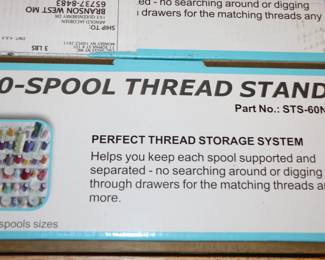 SHIP TO:
BRANSON WEST MO
65737-8483
3 LBS
ed - no searching around or digging
drawers for the matching threads any
0-SPOOL THREAD STAND
Part No.: STS-60N
PERFECT THREAD STORAGE SYSTEM
Helps you keep each spool supported and
separated - no searching around or digging
through drawers for the matching threads a
more.
spools sizes